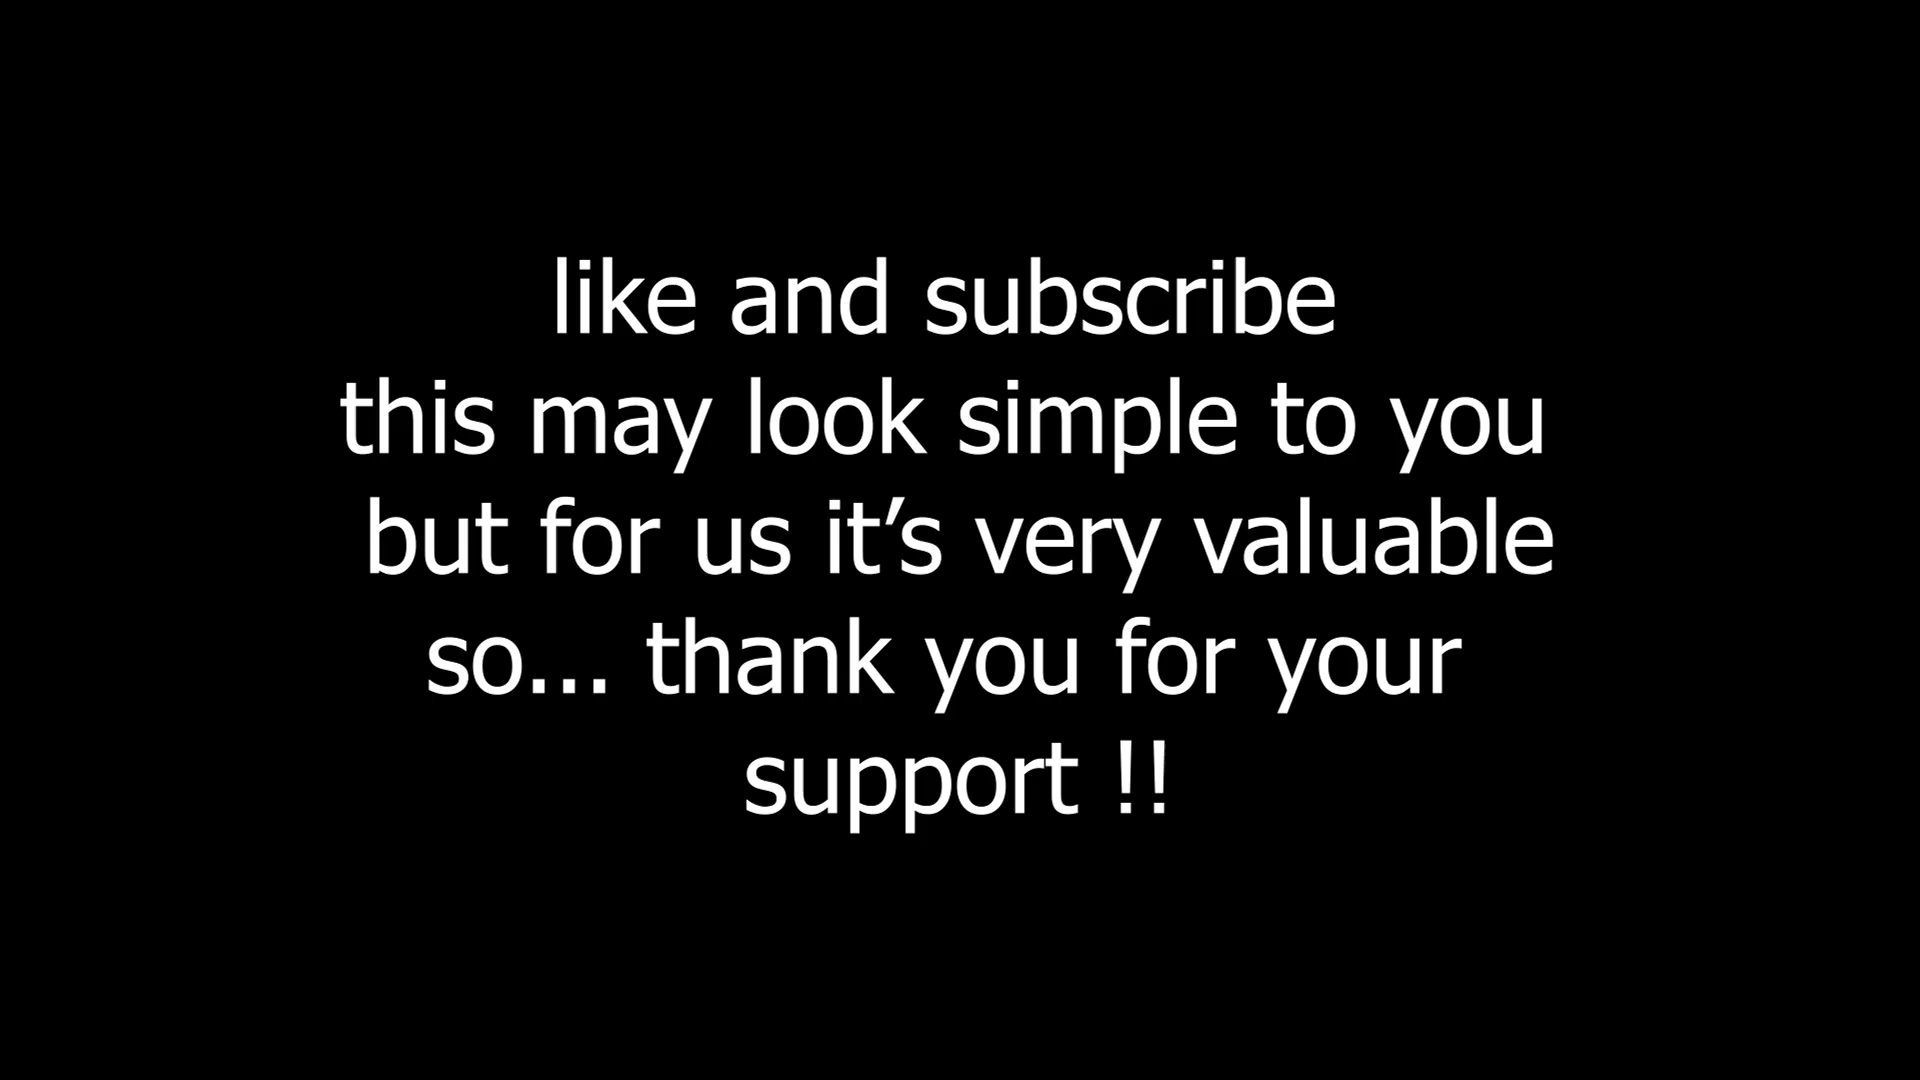 like and subscribe
this may look simple to you
but for us it’s very valuable
so... thank you for your
support !!